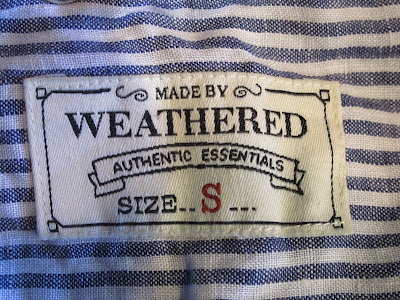 MADE BY
WEATHERED
AUTHENTIC ESSENTIALS
SIZE.. S ...